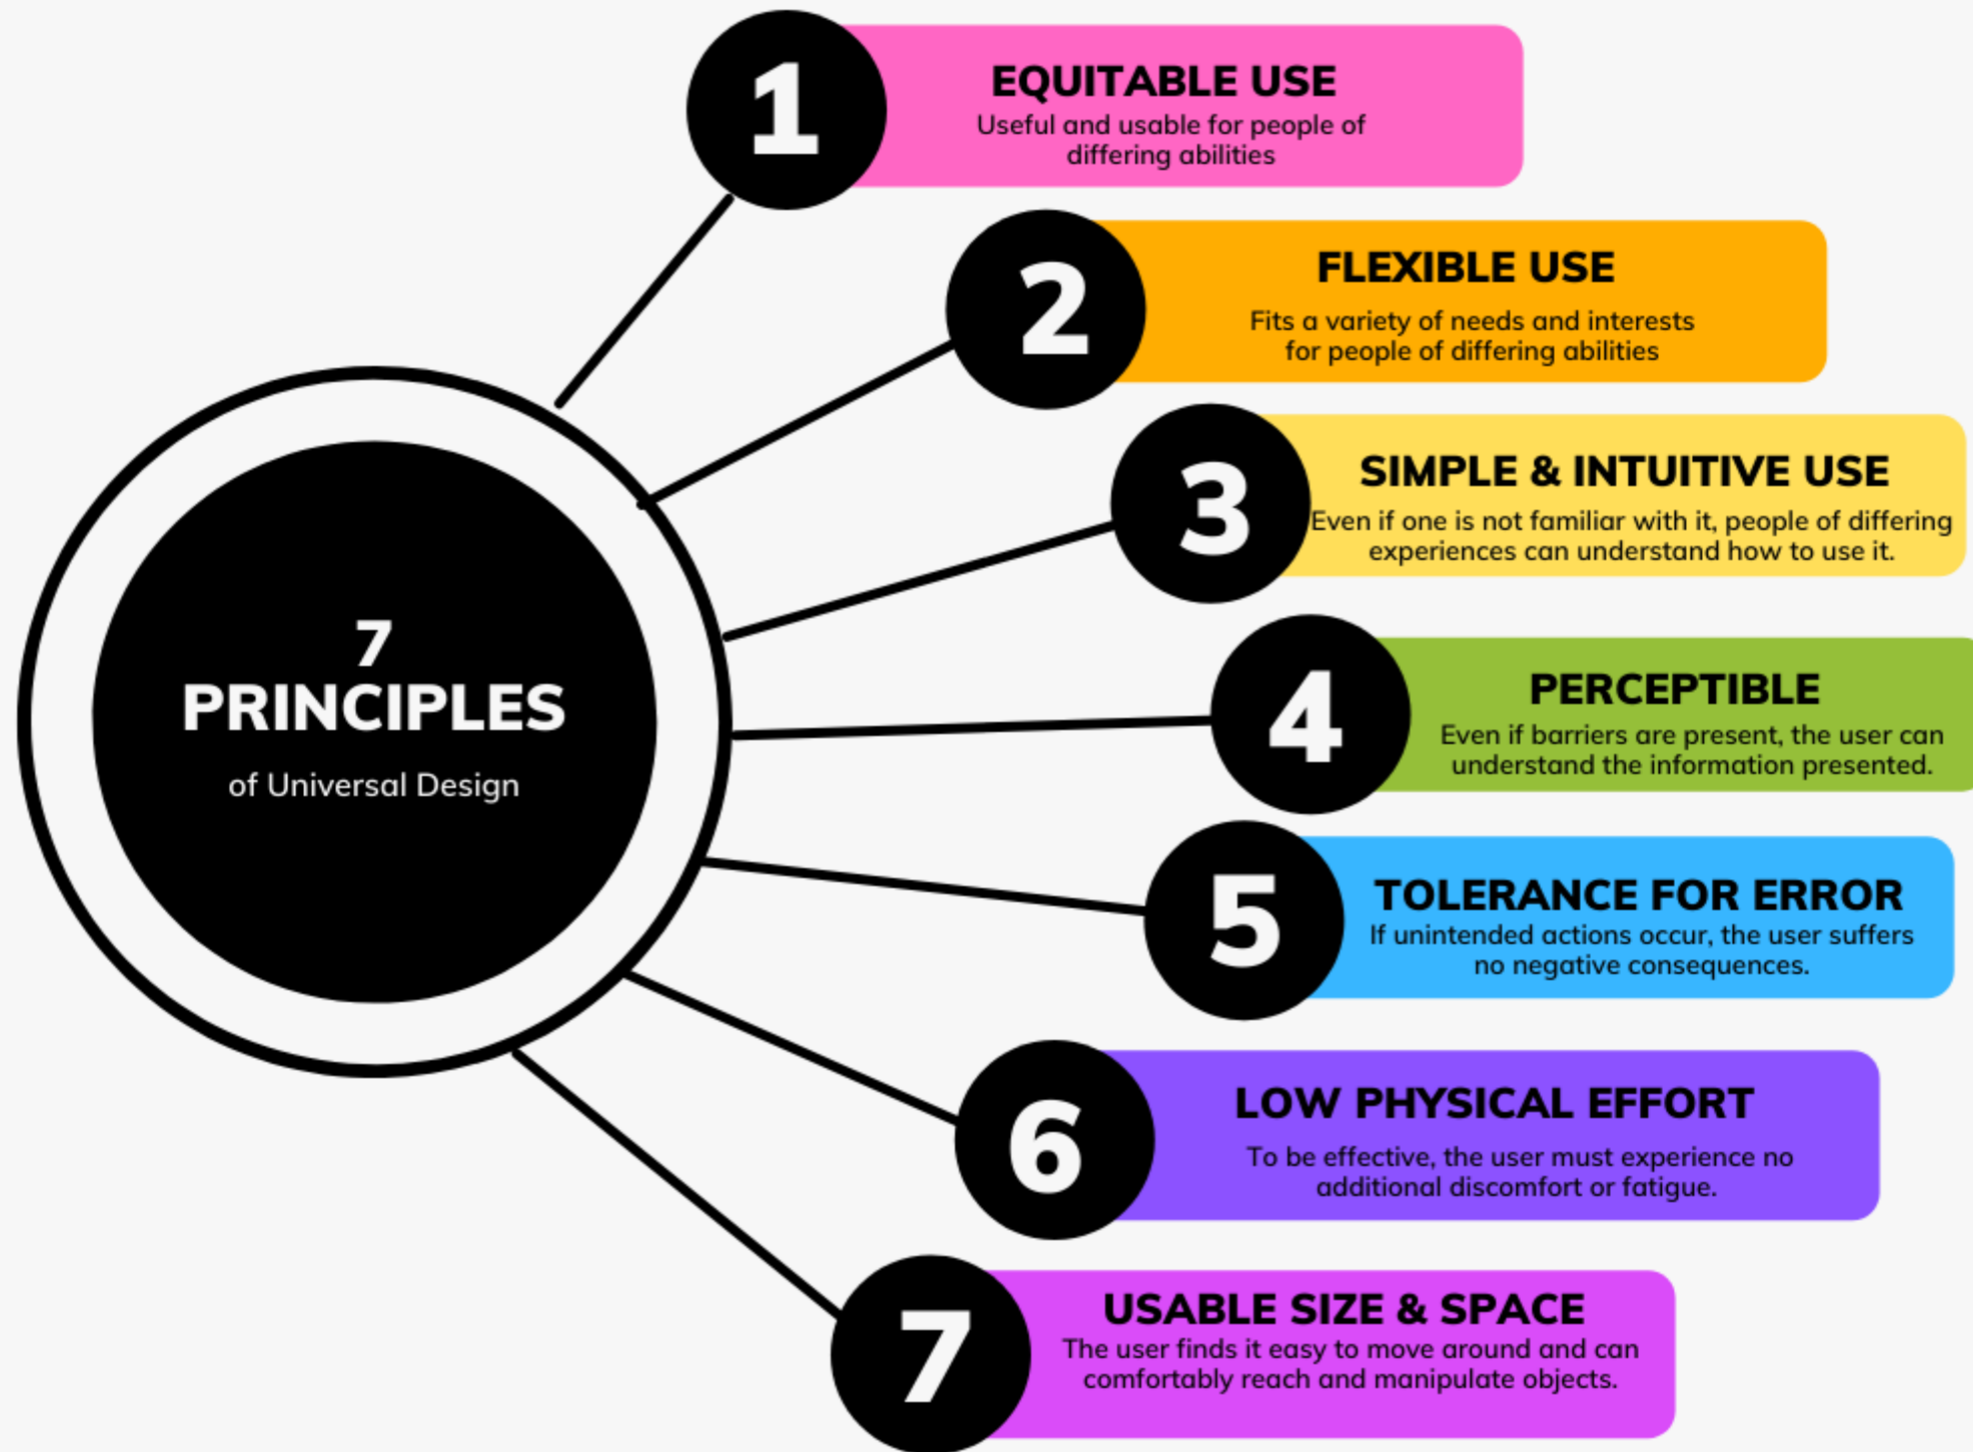 7
PRINCIPLES
of Universal Design
1
EQUITABLE USE
Useful and usable for people of
differing abilities
2
FLEXIBLE USE
Fits a variety of needs and interests
for people of differing abilities
3
SIMPLE & INTUITIVE USE
Even if one is not familiar with it, people of differing
experiences can understand how to use it.
4
PERCEPTIBLE
Even if barriers are present, the user can
understand the information presented.
5
TOLERANCE FOR ERROR
If unintended actions occur, the user suffers
no negative consequences.
6
LOW PHYSICAL EFFORT
To be effective, the user must experience no
additional discomfort or fatigue.
7
USABLE SIZE & SPACE
The user finds it easy to move around and can
comfortably reach and manipulate objects.